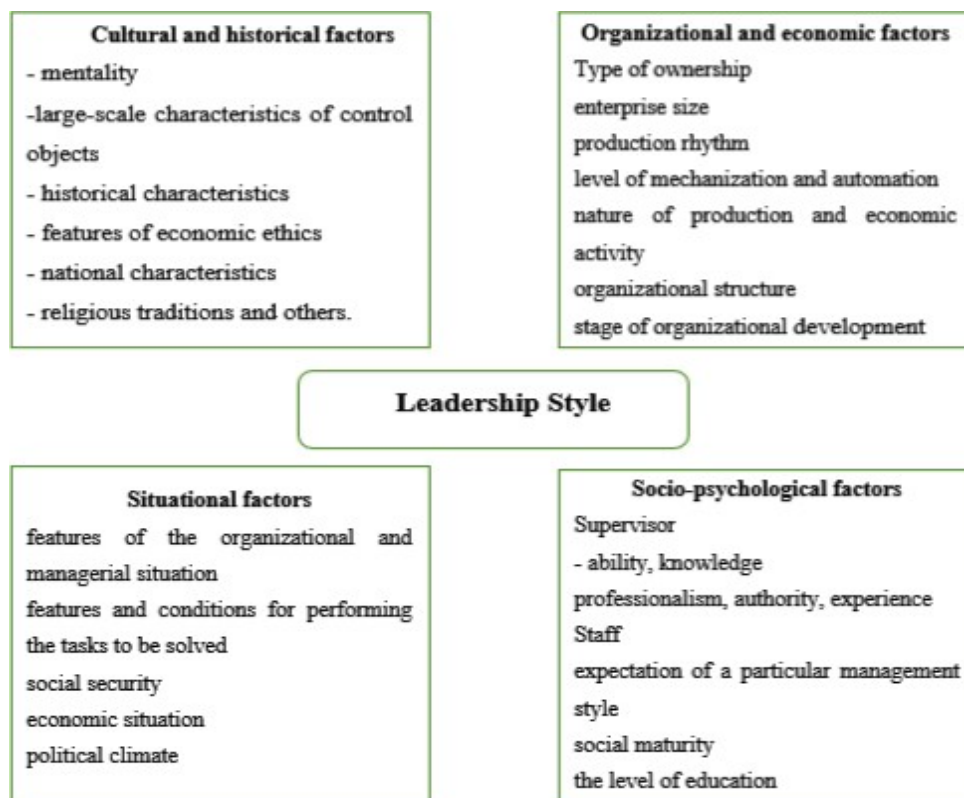 Cultural and historical factors
- mentality
-large-scale characteristics of control
objects
- historical characteristics
- features of economic ethics
- national characteristics
- religious traditions and others.
Organizational and economic factors
Type of ownership
enterprise size
production rhythm
level of mechanization and automation
nature of production and economic
activity
organizational structure
stage of organizational development
Leadership Style
Situational factors
features of the organizational and
managerial situation
features and conditions for performing
the tasks to be solved
social security
economic situation
political climate
Socio-psychological factors
Supervisor
- ability, knowledge
professionalism, authority, experience
Staff
expectation of a particular management
style
social maturity
the level of education